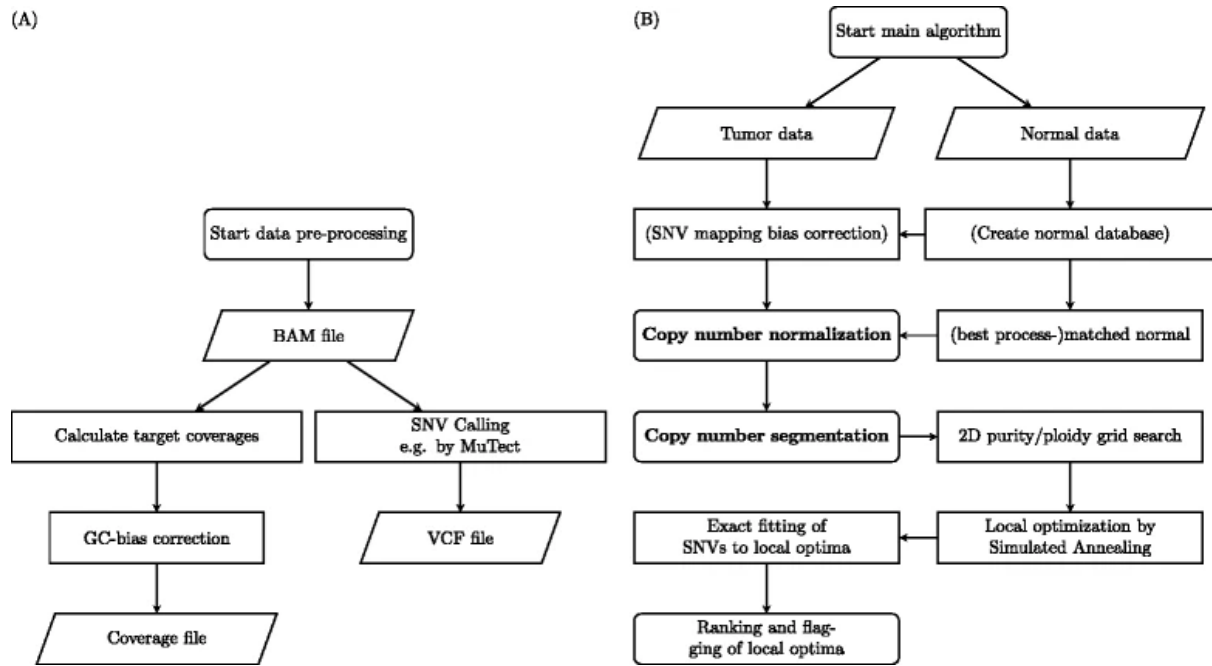 (A)
Start data pre-processing
BAM file
Calculate target coverages
SNV Calling
e.g. by MuTect
GC-bias correction
VCF file
Coverage file
(B)
Start main algorithm
Tumor data
Normal data
(SNV mapping bias correction)
(Create normal database)
Copy number normalization
(best process-)matched normal
Copy number segmentation
2D purity/ploidy grid search
Exact fitting of
SNVs to local optima
Local optimization by
Simulated Annealing
Ranking and flag-
ging of local optima